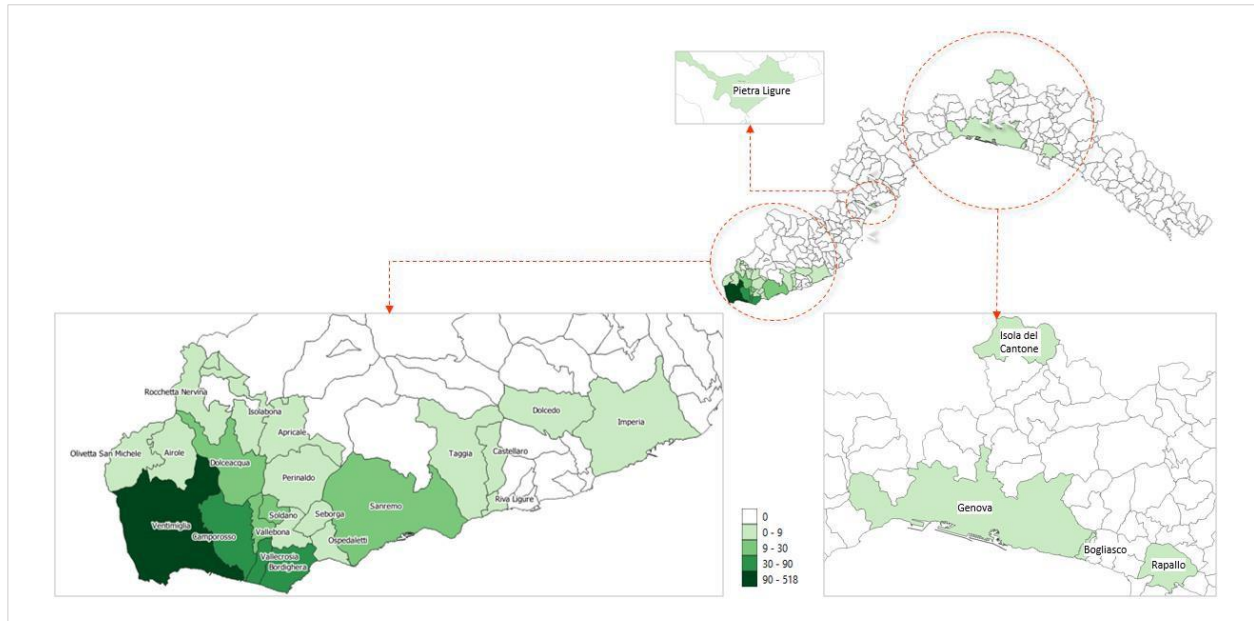 Pietra Ligure
Isola del
Cantone
Genova
Bogliasco
Rapallo
Rocchetta Nervina
Isolabona
Apricale
Dolcedo
Imperia
Olivetta San Michele
Airole
Dolceacqua
Perinaldo
Taggia
Castellaro
Riva Ligure
Ventimiglia
Camporosso
Soldano
Vallebona
Seborga
Sanremo
Ospedaletti
Vallecrosia
Bordighera
0
0 - 9
9 - 30
30 - 90
90 - 518